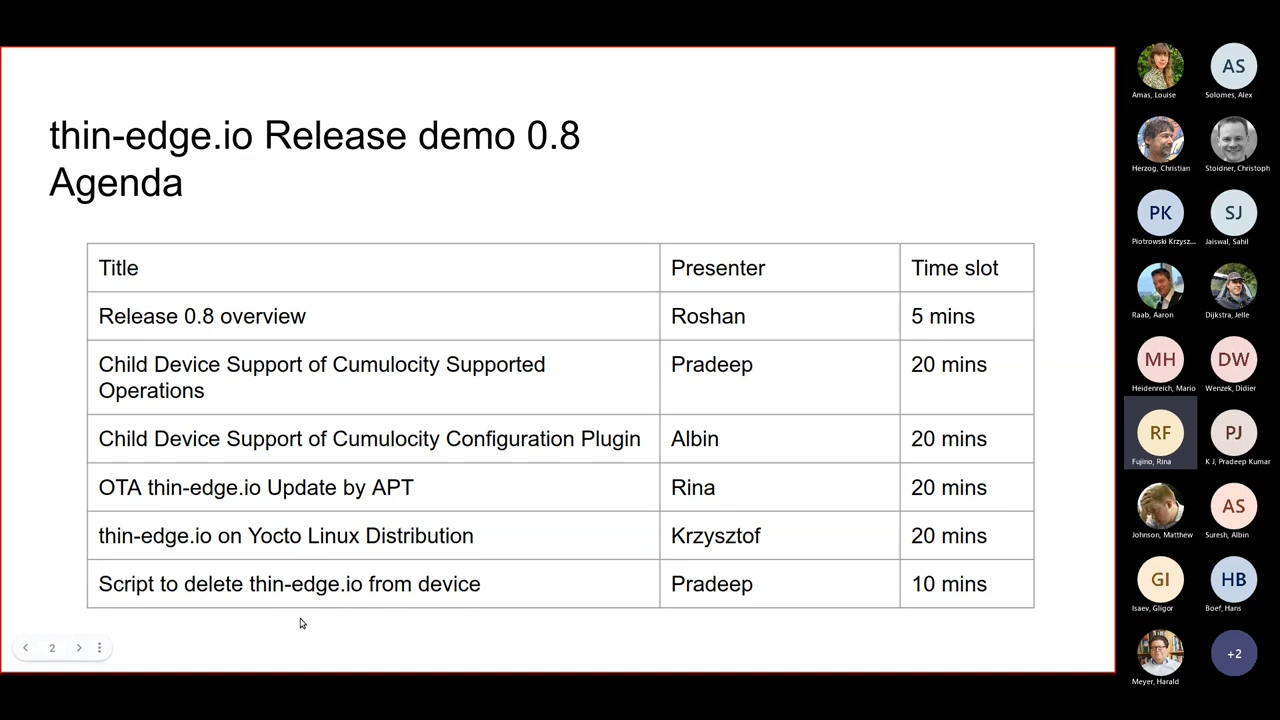 thin-edge.io Release demo 0.8
Agenda
Title
Presenter
Time slot
Release 0.8 overview
Roshan
5 mins
Child Device Support of Cumulocity Supported
Operations
Pradeep
20 mins
Child Device Support of Cumulocity Configuration Plugin
Albin
20 mins
OTA thin-edge.io Update by APT
Rina
20 mins
thin-edge.io on Yocto Linux Distribution
Krzysztof
20 mins
Script to delete thin-edge.io from device
Pradeep
10 mins
2
Amas, Louise
AS
Solomes, Alex
Herzog, Christian
Stoidner, Christoph
PK
Piotrowski Krzysz...
SJ
Jaiswal, Sahil
Raab, Aaron
Dijkstra, Jelle
MH
Heidenreich, Mario
DW
Wenzek, Didier
RF
Fujino, Rina
PJ
K J, Pradeep Kumar
Johnson, Matthew
AS
Suresh, Albin
GI
Isaev, Gligor
HB
Boef, Hans
Meyer, Harald
+2